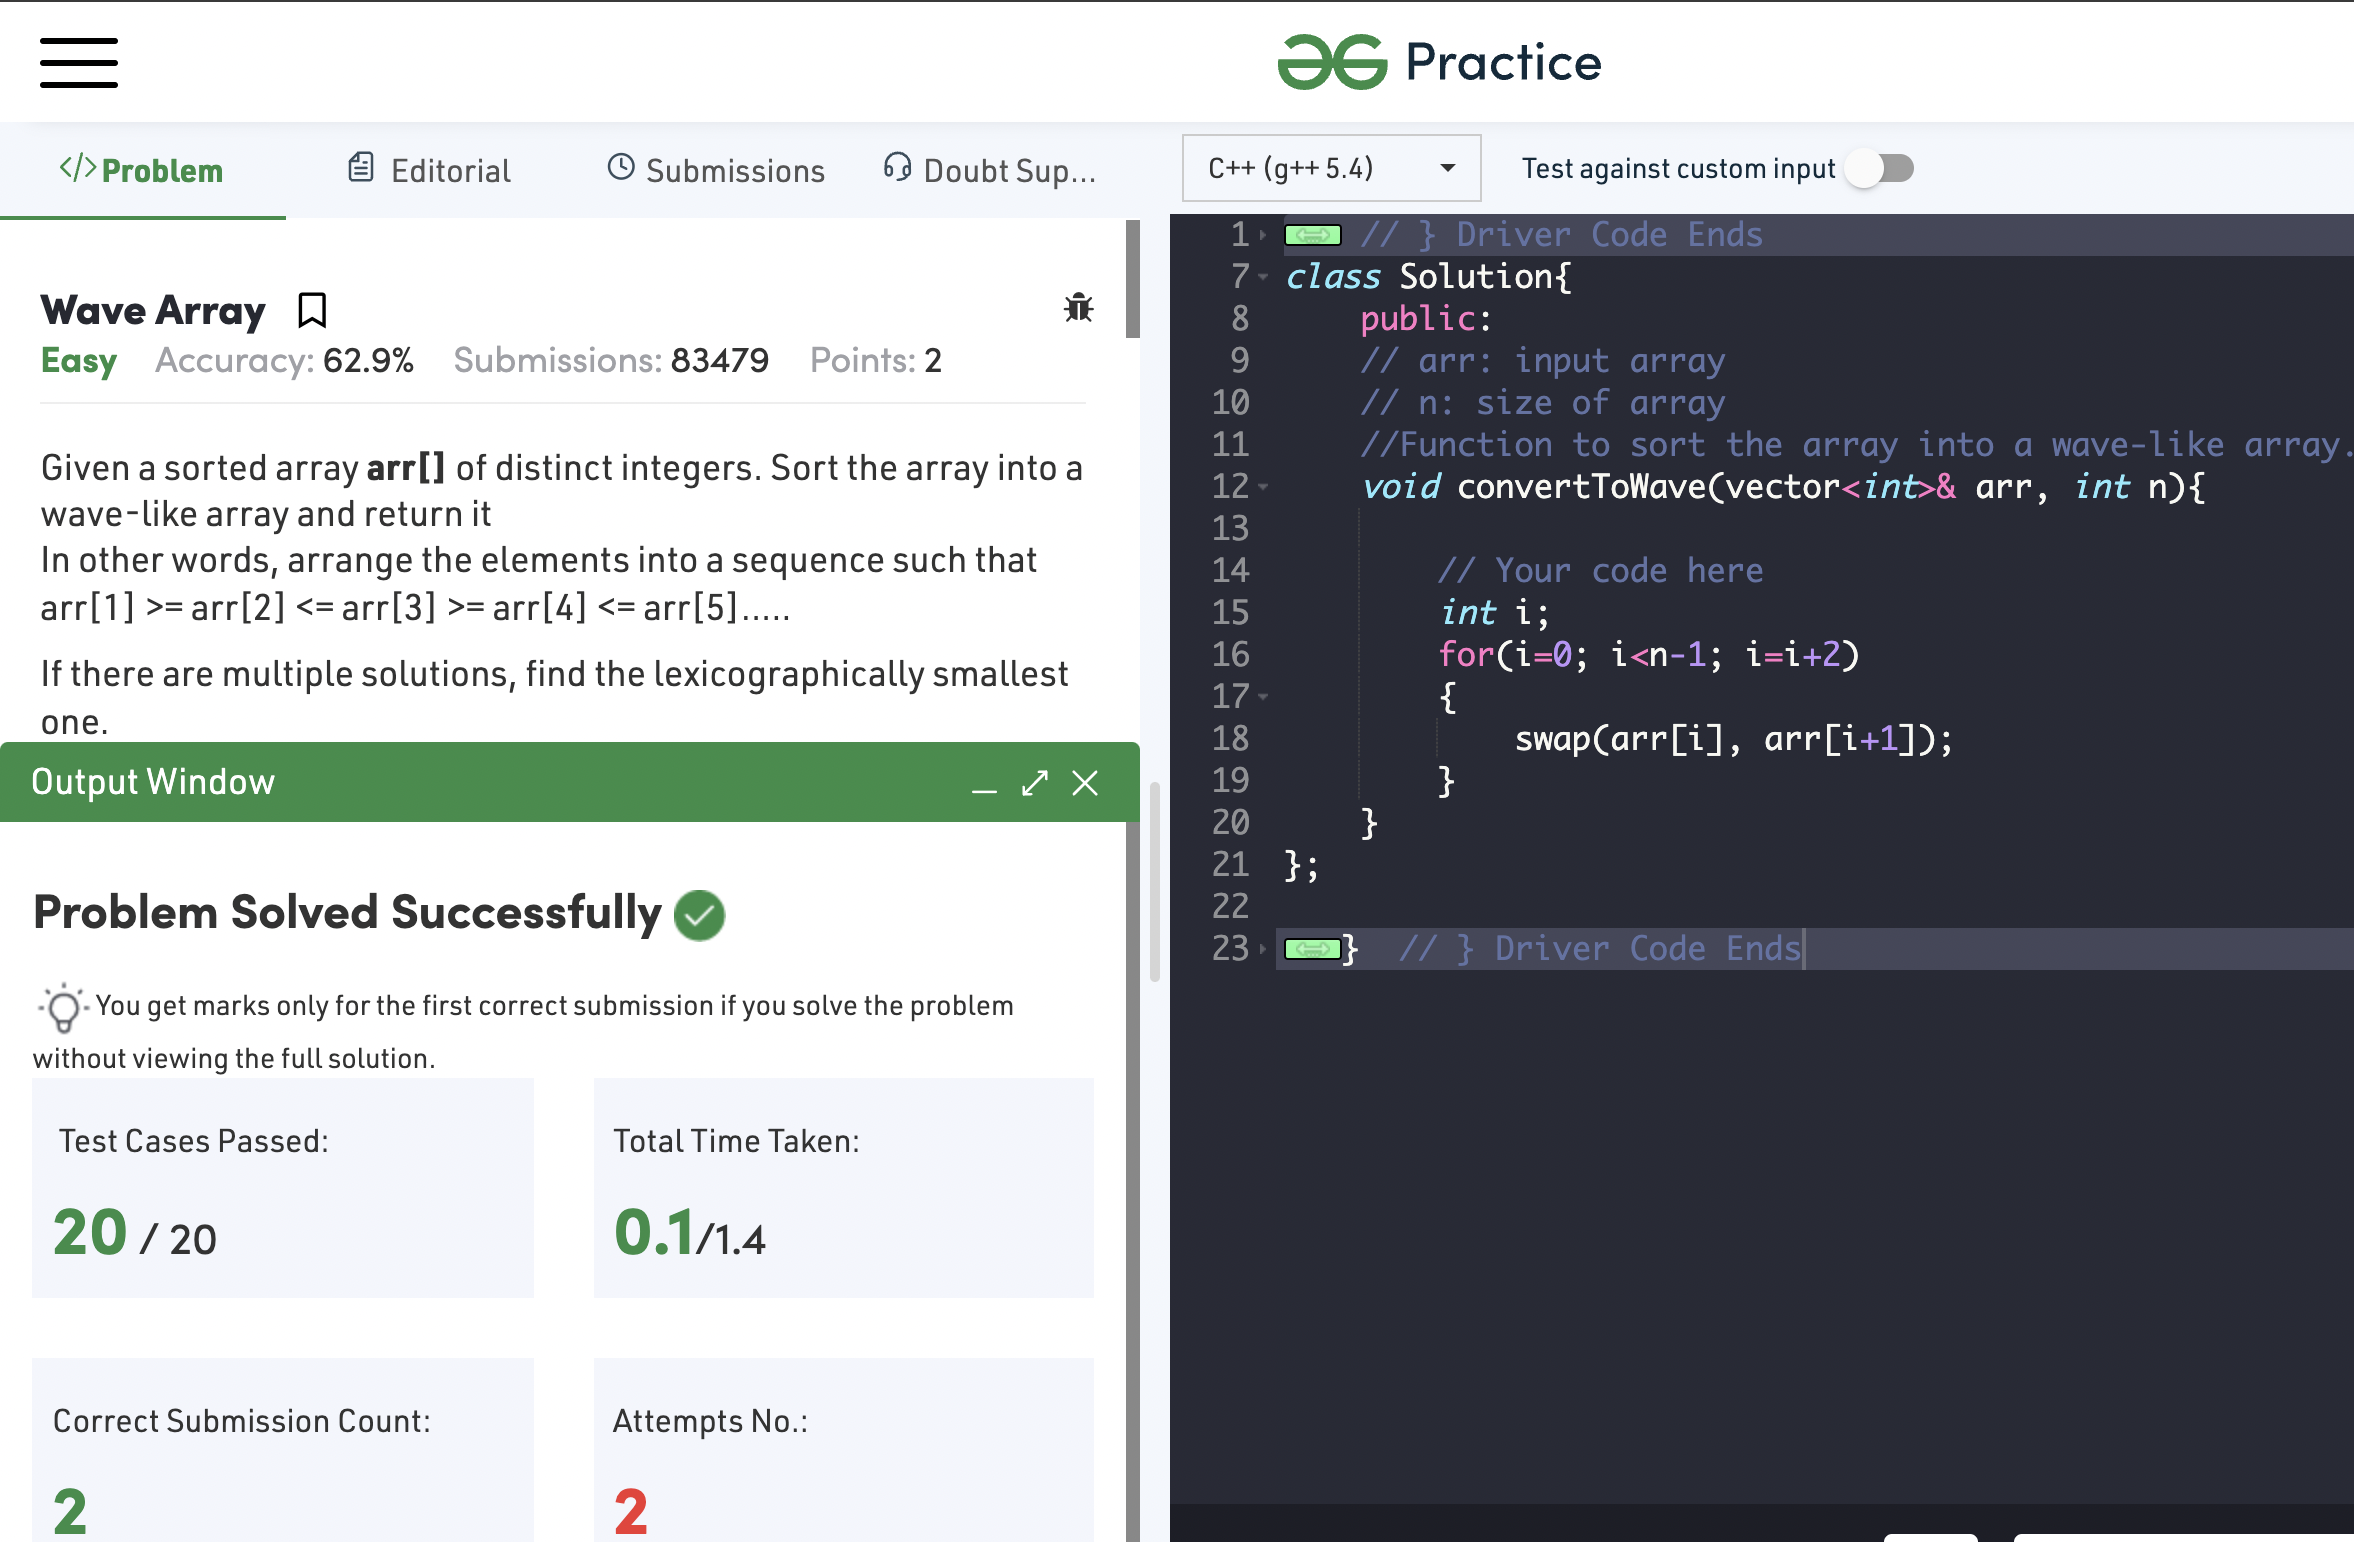 Practice
</> Problem
Editorial
Submissions
Doubt Sup...
Wave Array
Easy Accuracy: 62.9% Submissions: 83479 Points: 2
Given a sorted array arr[] of distinct integers. Sort the array into a
wave-like array and return it
In other words, arrange the elements into a sequence such that
arr[1] >= arr[2] <= arr[3] >= arr[4] <= arr[5].....
If there are multiple solutions, find the lexicographically smallest
one.
Output Window
Problem Solved Successfully
You get marks only for the first correct submission if you solve the problem
without viewing the full solution.
Test Cases Passed:
20 / 20
Total Time Taken:
0.1/1.4
Correct Submission Count:
2
Attempts No.:
2
C++ (g++ 5.4)
Test against custom input
1 // } Driver Code Ends
7 class Solution{
8 public:
9 // arr: input array
10 // n: size of array
11 //Function to sort the array into a wave-like array.
12 void convertToWave(vector<int>& arr, int n){
13
14 // Your code here
15 int i;
16 for(i=0; i<n-1; i=i+2)
17 {
18 swap(arr[i], arr[i+1]);
19 }
20 }
21 };
22
23 } // } Driver Code Ends